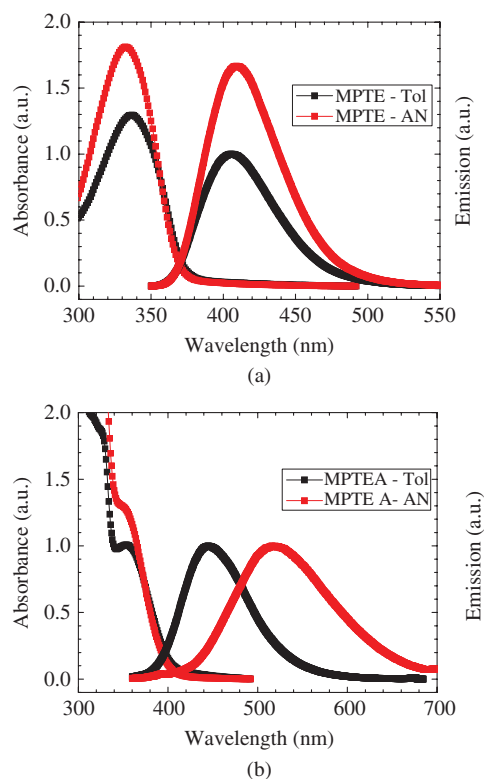 2.0
1.5
1.0
0.5
0.0
Absorbance (a.u.)
MPTE - Tol
MPTE - AN
Emission (a.u.)
300 350 400 450 500 550
Wavelength (nm)
(a)
2.0
1.5
1.0
0.5
0.0
Absorbance (a.u.)
MPTEA - Tol
MPTE A- AN
Emission (a.u.)
300 400 500 600 700
Wavelength (nm)
(b)